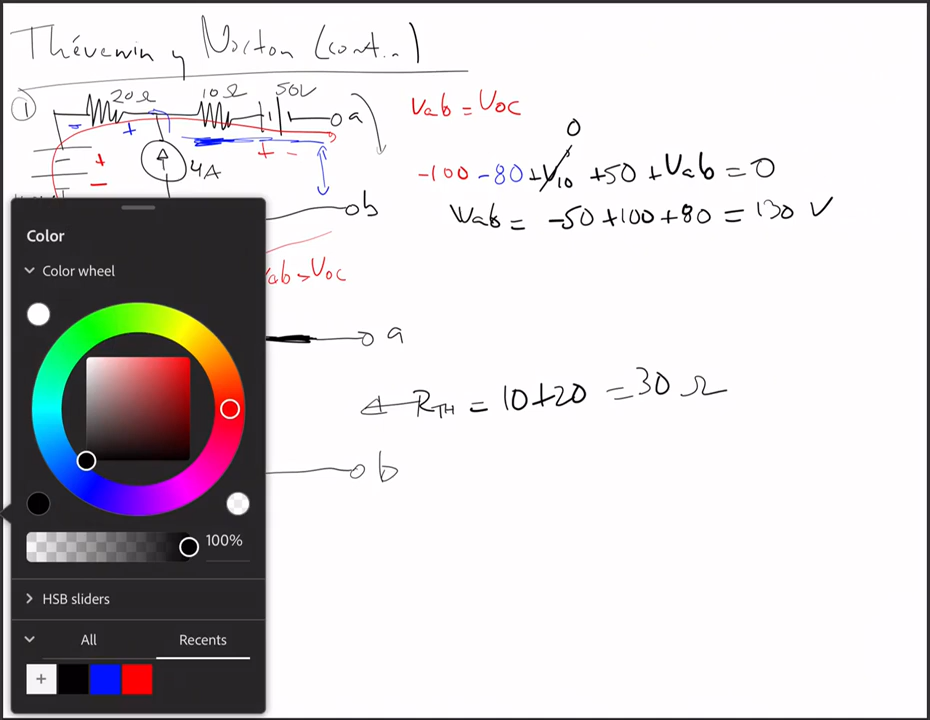 Thévenin y Norton (cont..)
① 20Ω 10Ω 50V a
- + + -
+ -
4A
b
Vab = Voc
Vab = Voc
0
-100 -80 + V10 + 50 + Vab = 0
Vab = -50 + 100 + 80 = 130 V
a
RTH = 10+20 = 30 Ω
b
Color
Color wheel
100%
HSB sliders
All Recents
+